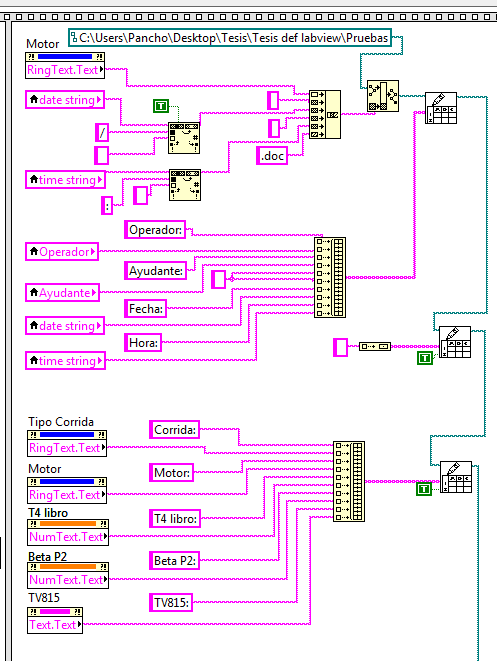 C:\Users\Pancho\Desktop\Tesis\Tesis def labview\Pruebas
Motor
RingText.Text
date string
T
/
.doc
time string
:
Operador:
Operador
Ayudante:
Ayudante
Fecha:
date string
Hora:
time string
T
Tipo Corrida
Corrida:
RingText.Text
Motor
Motor:
RingText.Text
T
T4 libro
T4 libro:
NumText.Text
Beta P2
Beta P2:
NumText.Text
TV815
TV815:
Text.Text